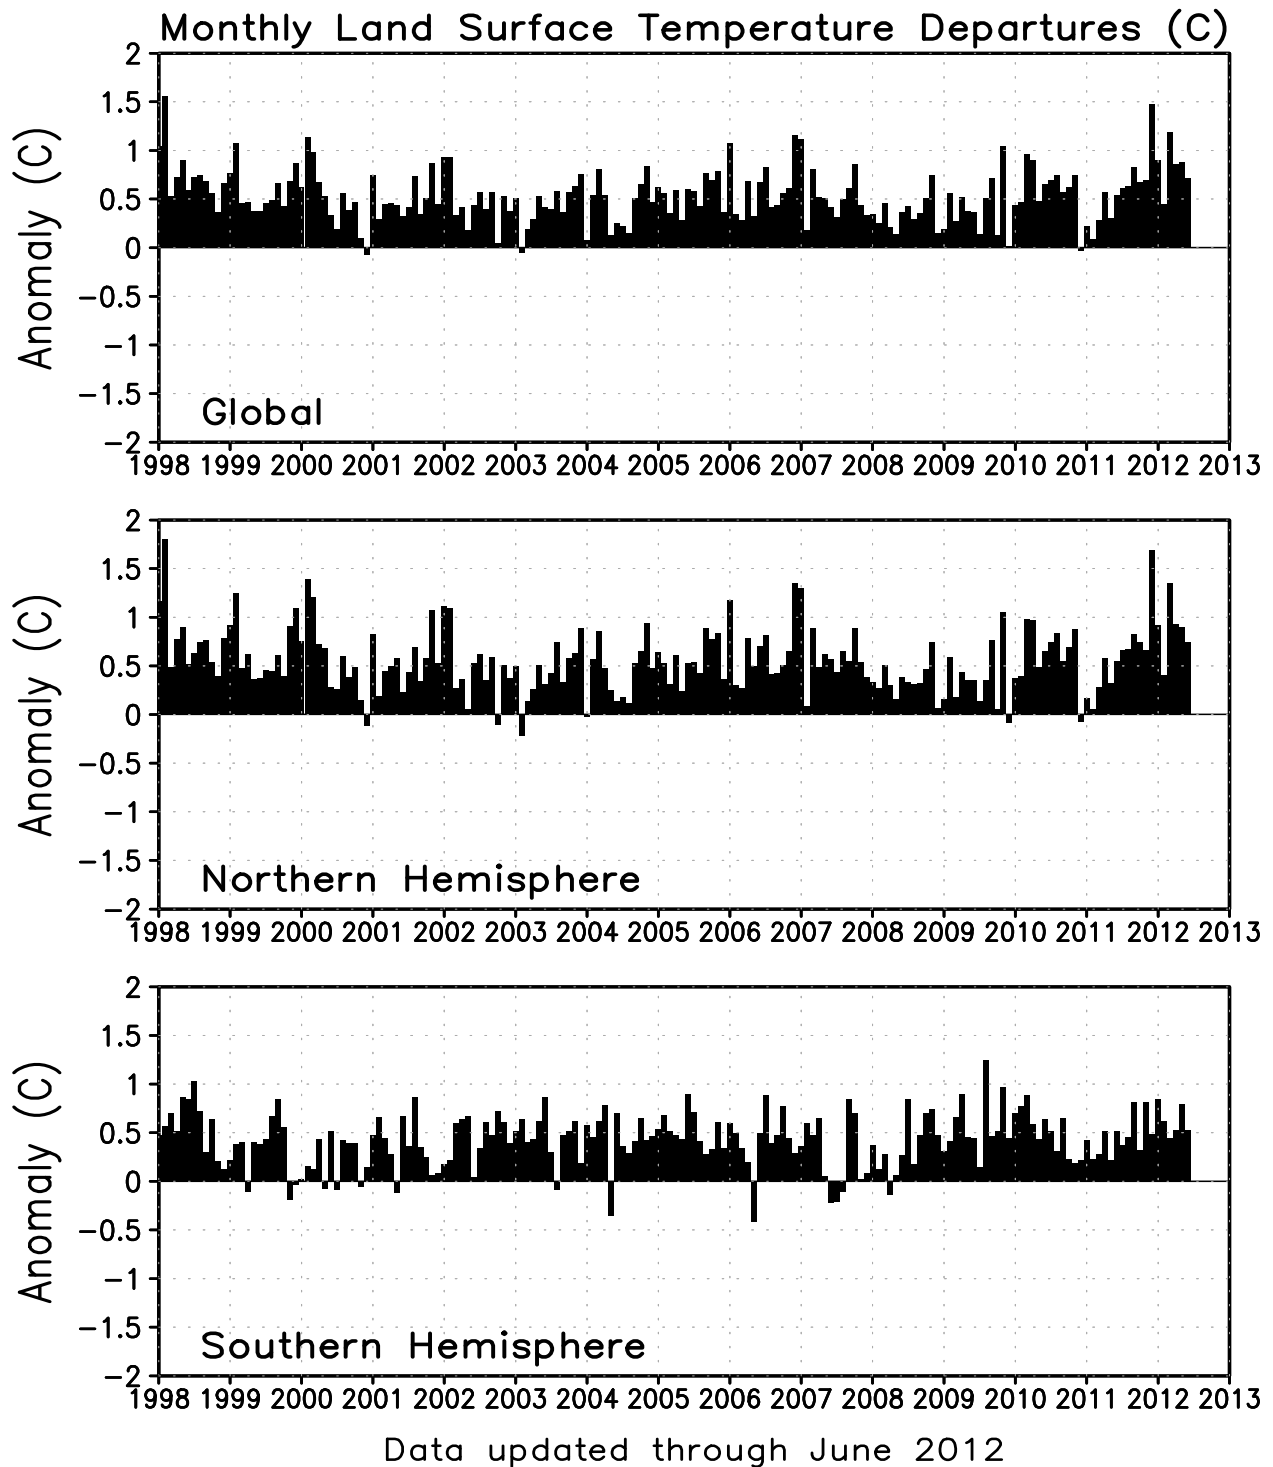 Monthly Land Surface Temperature Departures (C)
2
1.5
1
0.5
0
−0.5
−1
−1.5
−2
Anomaly (C)
Global
1998 1999 2000 2001 2002 2003 2004 2005 2006 2007 2008 2009 2010 2011 2012 2013
2
1.5
1
0.5
0
−0.5
−1
−1.5
−2
Anomaly (C)
Northern Hemisphere
1998 1999 2000 2001 2002 2003 2004 2005 2006 2007 2008 2009 2010 2011 2012 2013
2
1.5
1
0.5
0
−0.5
−1
−1.5
−2
Anomaly (C)
Southern Hemisphere
1998 1999 2000 2001 2002 2003 2004 2005 2006 2007 2008 2009 2010 2011 2012 2013
Data updated through June 2012